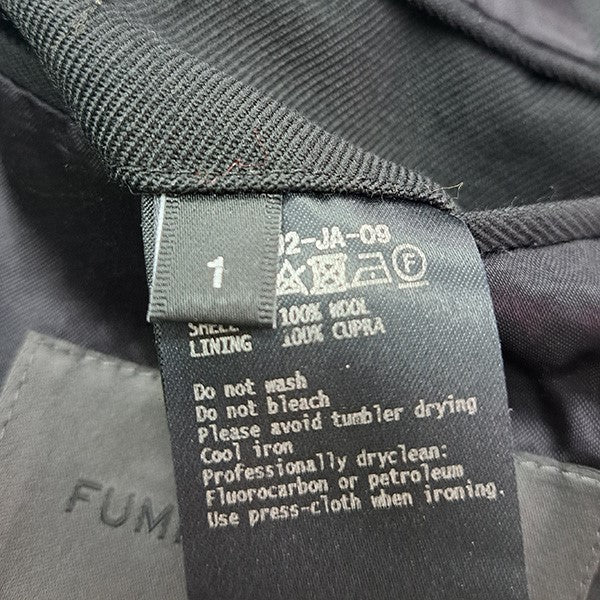 1
02-JA-09
F
SHELL 100% WOOL
LINING 100% CUPRA
Do not wash
Do not bleach
Please avoid tumbler drying
Cool iron
Professionally dryclean:
Fluorocarbon or petroleum
Use press-cloth when ironing.
FUM